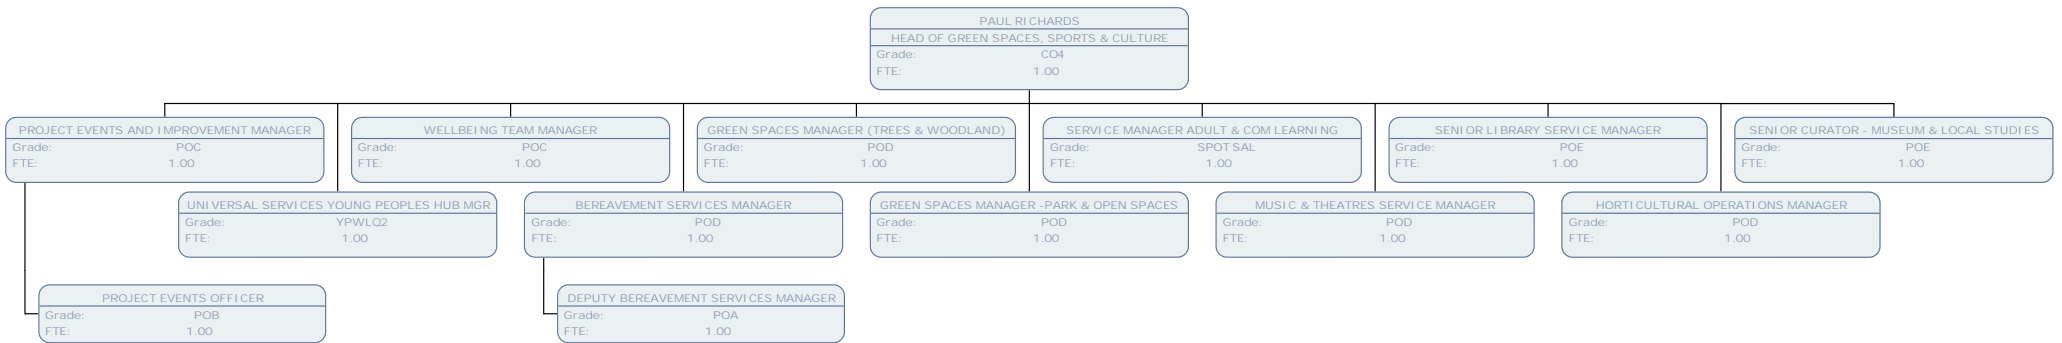 PAUL RICHARDS
HEAD OF GREEN SPACES, SPORTS & CULTURE
Grade: CO4
FTE: 1.00
PROJECT EVENTS AND IMPROVEMENT MANAGER
Grade: POC
FTE: 1.00
WELLBEING TEAM MANAGER
Grade: POC
FTE: 1.00
GREEN SPACES MANAGER (TREES & WOODLAND)
Grade: POD
FTE: 1.00
SERVICE MANAGER ADULT & COM LEARNING
Grade: SPOT SAL
FTE: 1.00
SENIOR LIBRARY SERVICE MANAGER
Grade: POE
FTE: 1.00
SENIOR CURATOR - MUSEUM & LOCAL STUDIES
Grade: POE
FTE: 1.00
UNIVERSAL SERVICES YOUNG PEOPLES HUB MGR
Grade: YPWLQ2
FTE: 1.00
BEREAVEMENT SERVICES MANAGER
Grade: POD
FTE: 1.00
GREEN SPACES MANAGER -PARK & OPEN SPACES
Grade: POD
FTE: 1.00
MUSIC & THEATRES SERVICE MANAGER
Grade: POD
FTE: 1.00
HORTICULTURAL OPERATIONS MANAGER
Grade: POD
FTE: 1.00
PROJECT EVENTS OFFICER
Grade: POB
FTE: 1.00
DEPUTY BEREAVEMENT SERVICES MANAGER
Grade: POA
FTE: 1.00